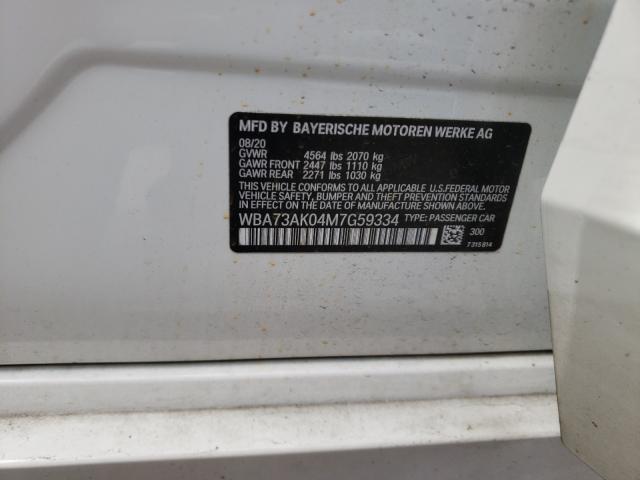 MFD BY BAYERISCHE MOTOREN WERKE AG
08/20
GVWR 4564 lbs 2070 kg
GAWR FRONT 2447 lbs 1110 kg
GAWR REAR 2271 lbs 1030 kg
THIS VEHICLE CONFORMS TO ALL APPLICABLE U.S.FEDERAL MOTOR
VEHICLE SAFETY, BUMPER, AND THEFT PREVENTION STANDARDS
IN EFFECT ON THE DATE OF MANUFACTURE SHOWN ABOVE.
WBA73AK04M7G59334 TYPE: PASSENGER CAR
300
7315814